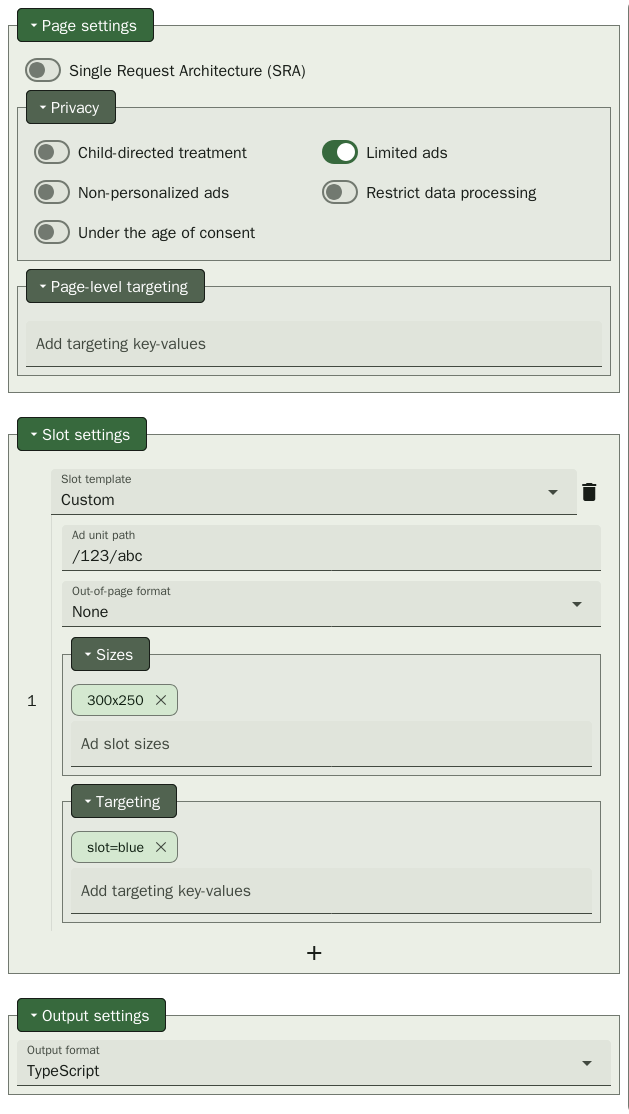 Page settings
Single Request Architecture (SRA)
Privacy
Child-directed treatment
Limited ads
Non-personalized ads
Restrict data processing
Under the age of consent
Page-level targeting
Add targeting key-values
Slot settings
Slot template
Custom
Ad unit path
/123/abc
Out-of-page format
None
Sizes
1
300x250
Ad slot sizes
Targeting
slot=blue
Add targeting key-values
+
Output settings
Output format
TypeScript